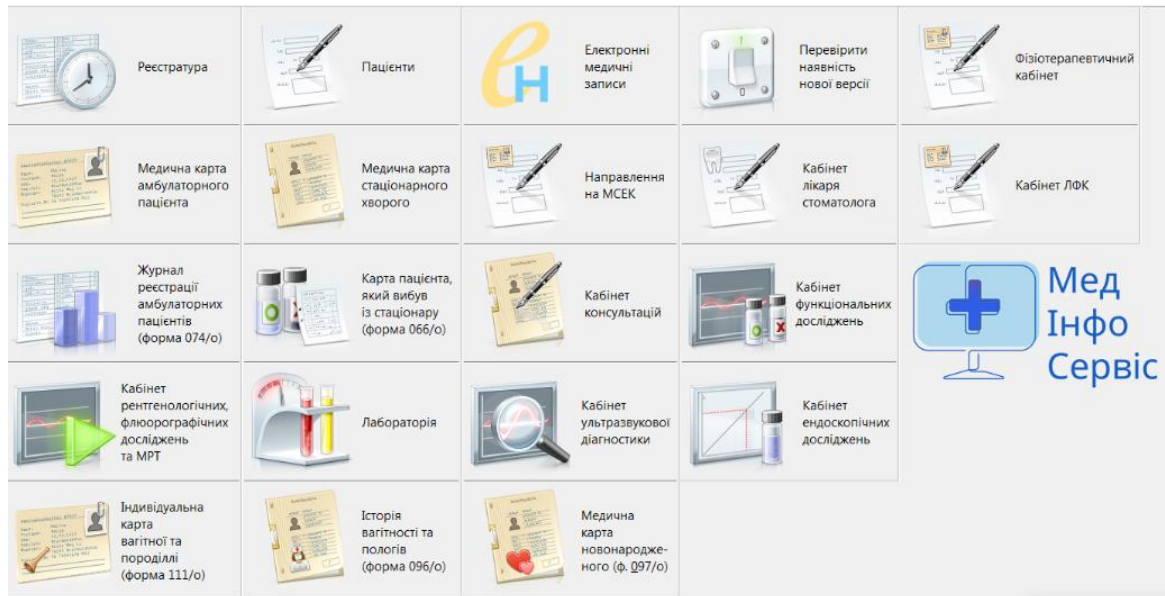 Реєстратура
Пацієнти
Електронні
медичні
записи
Перевірити
наявність
нової версії
Фізіотерапевтичний
кабінет
Медична карта
амбулаторного
пацієнта
Медична карта
стаціонарного
хворого
Направлення
на МСЕК
Кабінет
лікаря
стоматолога
Кабінет ЛФК
Журнал
реєстрації
амбулаторних
пацієнтів
(форма 074/о)
Карта пацієнта,
який вибув
із стаціонару
(форма 066/о)
Кабінет
консультацій
Кабінет
функціональних
досліджень
Мед
Інфо
Сервіс
Кабінет
рентгенологічних,
флюорографічних
досліджень
та МРТ
Лабораторія
Кабінет
ультразвукової
діагностики
Кабінет
ендоскопічних
досліджень
Індивідуальна
карта
вагітної та
породіллі
(форма 111/о)
Історія
вагітності та
пологів
(форма 096/о)
Медична
карта
новонародже-
ного (ф. 097/о)